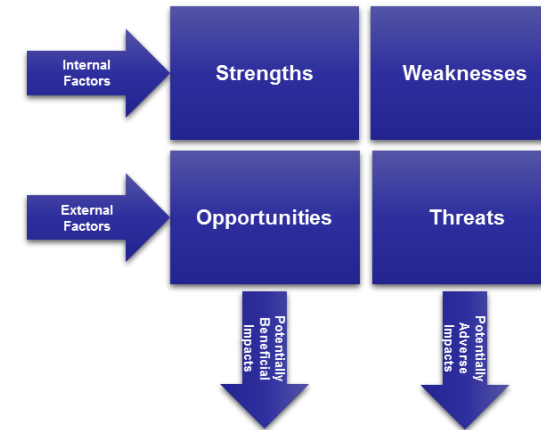 Internal
Factors
Strengths
Weaknesses
External
Factors
Opportunities
Threats
Potentially
Beneficial
Impacts
Potentially
Adverse
Impacts